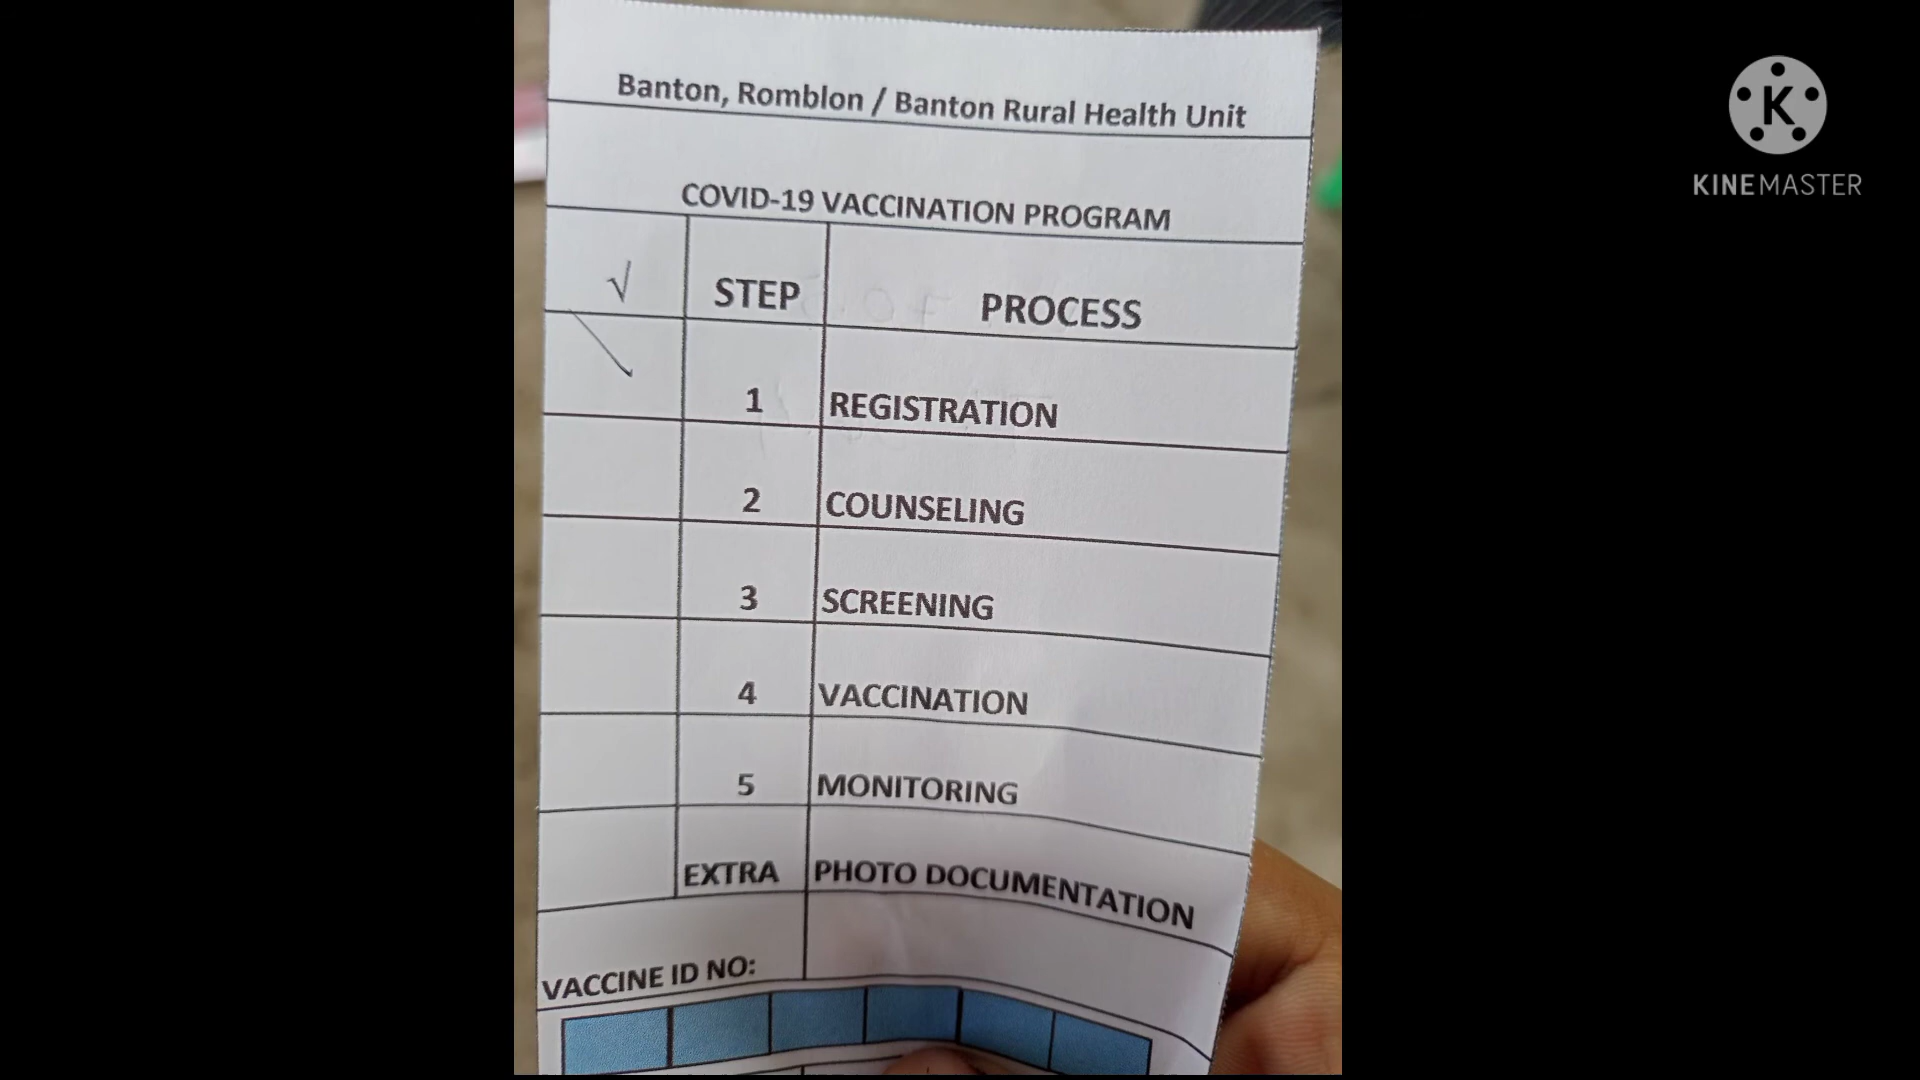 Banton, Romblon / Banton Rural Health Unit
COVID-19 VACCINATION PROGRAM
√ STEP PROCESS
1 REGISTRATION
2 COUNSELING
3 SCREENING
4 VACCINATION
5 MONITORING
EXTRA PHOTO DOCUMENTATION
VACCINE ID NO:
K
KINEMASTER